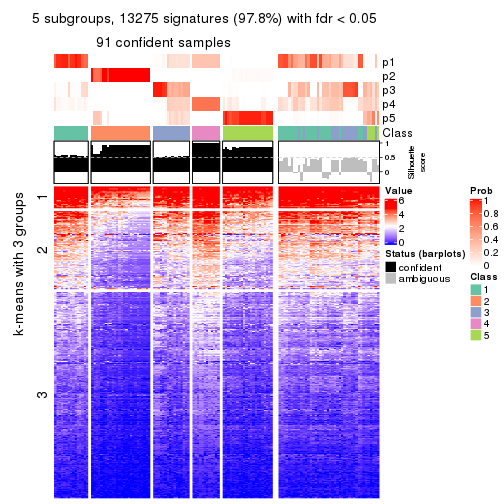 5 subgroups, 13275 signatures (97.8%) with fdr < 0.05
91 confident samples
p1
p2
p3
p4
p5
Class
1
0.5
0
Silhouette
score
k-means with 3 groups
1
2
3
Value
6
4
2
0
Status (barplots)
confident
ambiguous
Prob
1
0.8
0.6
0.4
0.2
0
Class
1
2
3
4
5